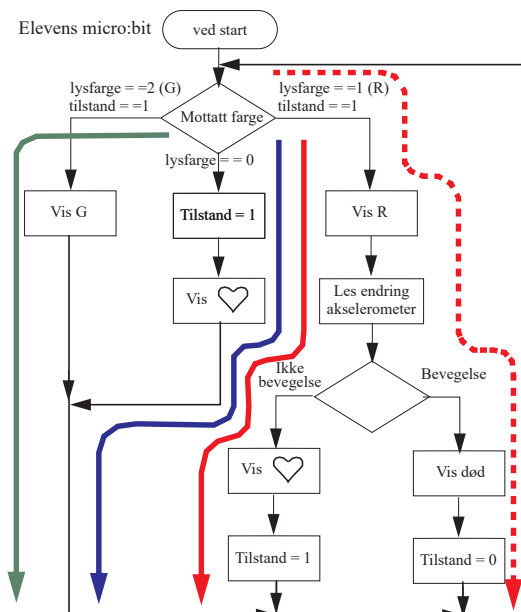 Elevens micro:bit
ved start
lysfarge ==2 (G)
tilstand ==1
lysfarge ==1 (R)
tilstand ==1
Mottatt farge
lysfarge == 0
Vis G
Tilstand = 1
Vis R
Vis
Les endring
akselerometer
Ikke
bevegelse
Bevegelse
Vis
Vis død
Tilstand = 1
Tilstand = 0